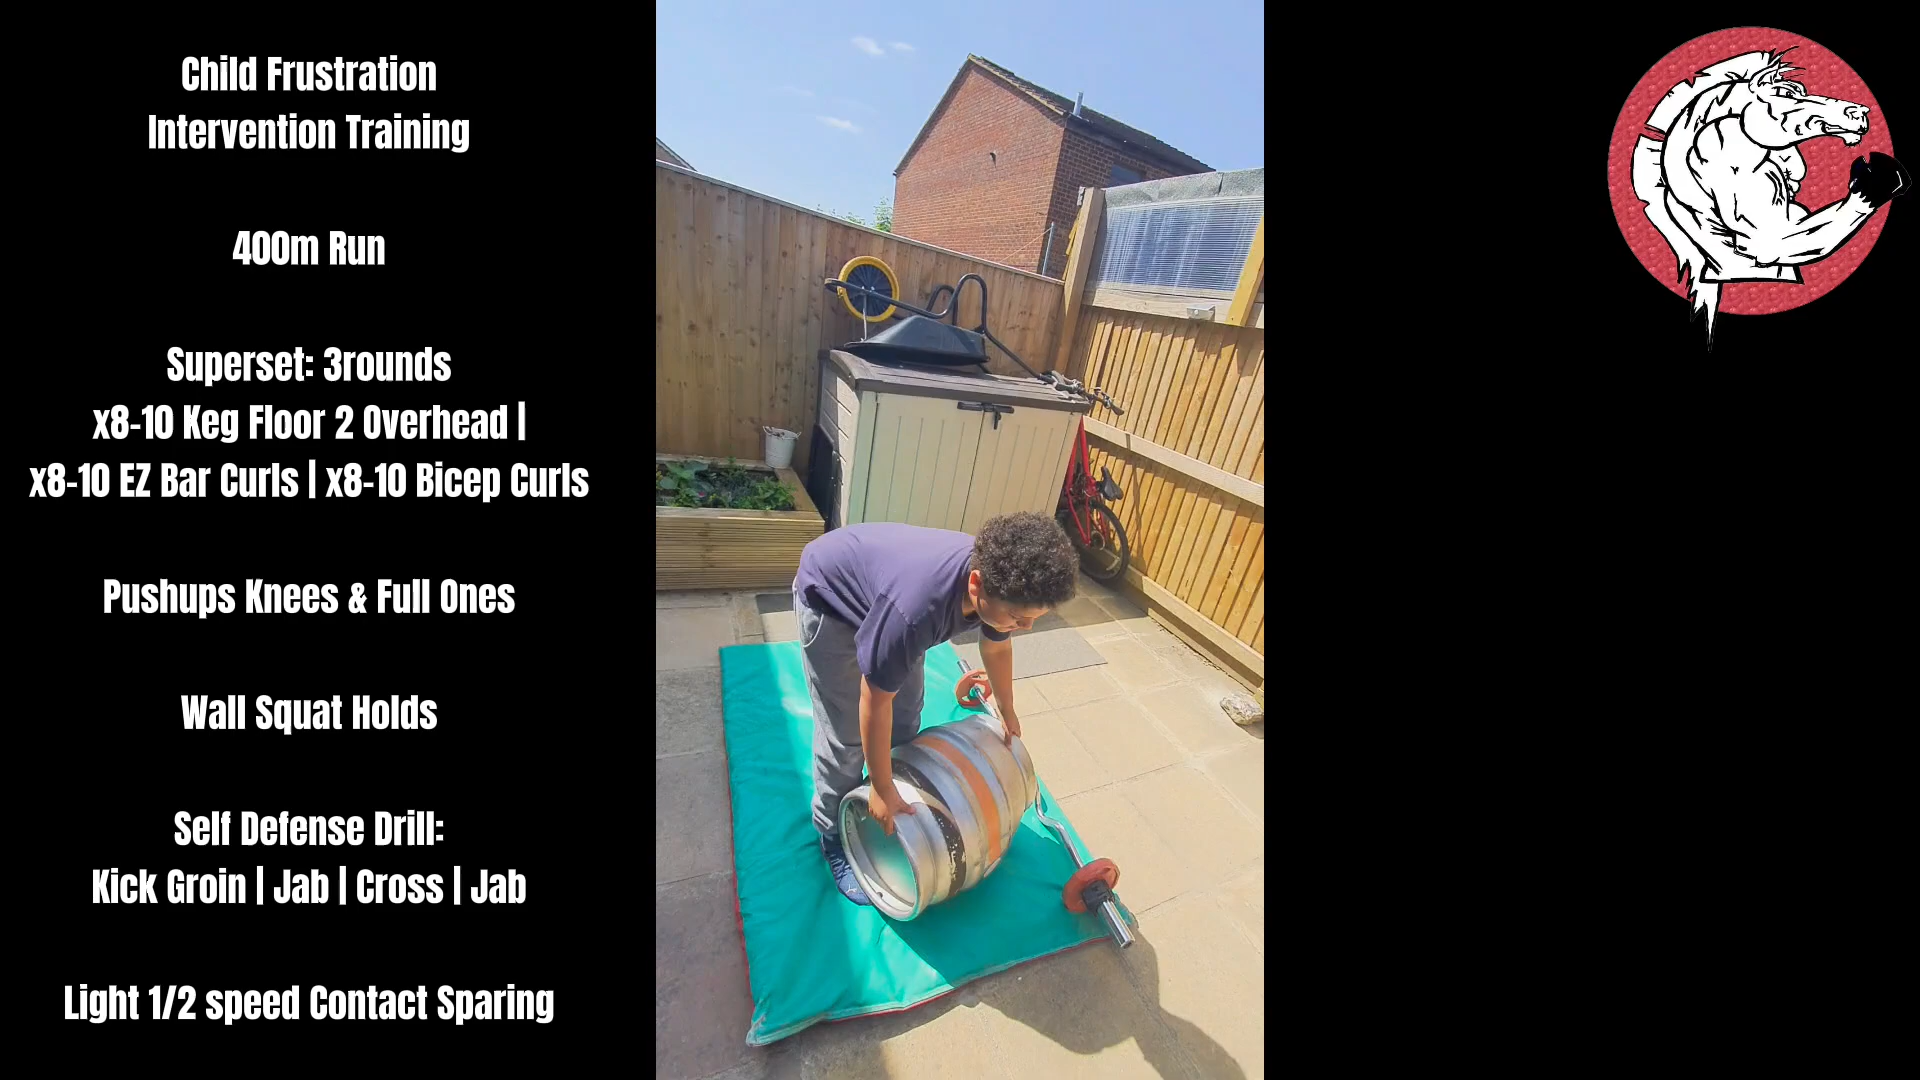 Child Frustration
Intervention Training
400m Run
Superset: 3rounds
x8-10 Keg Floor 2 Overhead |
x8-10 EZ Bar Curls | x8-10 Bicep Curls
Pushups Knees & Full Ones
Wall Squat Holds
Self Defense Drill:
Kick Groin | Jab | Cross | Jab
Light 1/2 speed Contact Sparing